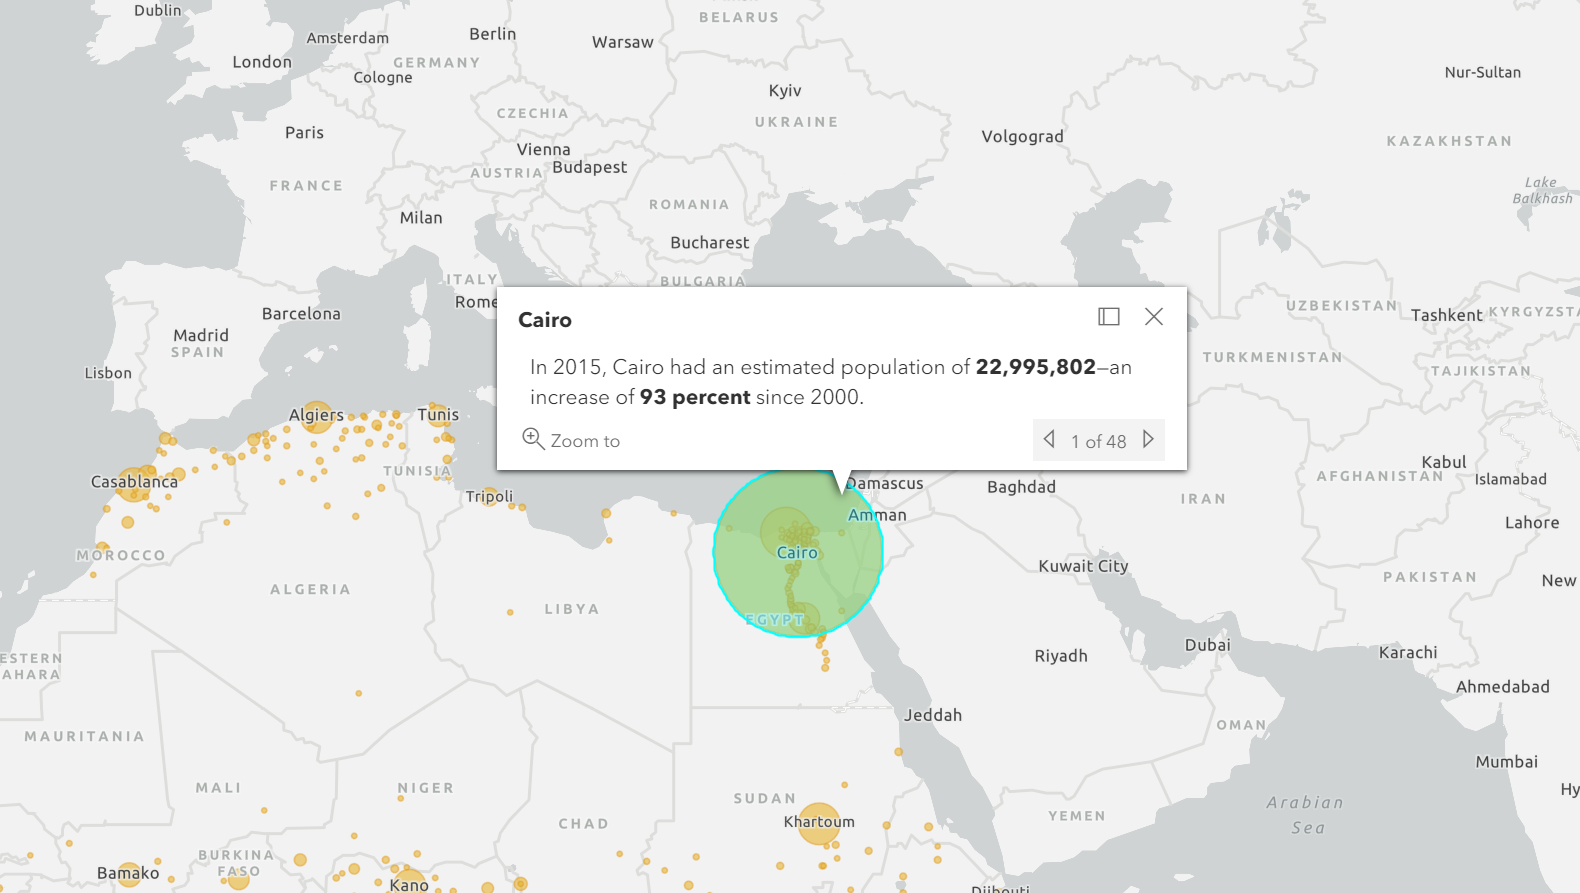 Dublin
BELARUS
Berlin
Amsterdam
Warsaw
London
GERMANY
Cologne
Nur-Sultan
Kyiv
CZECHIA
UKRAINE
Paris
Volgograd
KAZAKHSTAN
Vienna
Budapest
AUSTRIA
FRANCE
Lake
Balkhash
ROMANIA
Milan
Bucharest
ITALY
BULGARIA
Rome
UZBEKISTAN
Barcelona
Tashkent
KYRGYZSTA
Madrid
SPAIN
Cairo
TURKMENISTAN
Lisbon
TAJIKISTAN
In 2015, Cairo had an estimated population of 22,995,802–an
increase of 93 percent since 2000.
Zoom to
1 of 48
Algiers
Tunis
Kabul
TUNISIA
Casablanca
Damascus
Baghdad
AFGHANISTAN
Islamabad
Tripoli
IRAN
Amman
Lahore
MOROCCO
Cairo
Kuwait City
PAKISTAN
New
ALGERIA
LIBYA
EGYPT
ESTERN
AHARA
Riyadh
Dubai
Karachi
Ahmedabad
Jeddah
OMAN
MAURITANIA
Mumbai
MALI
NIGER
SUDAN
Hy
Arabian
Sea
Khartoum
CHAD
YEMEN
BURKINA
FASO
Bamako
Kano
Djibouti